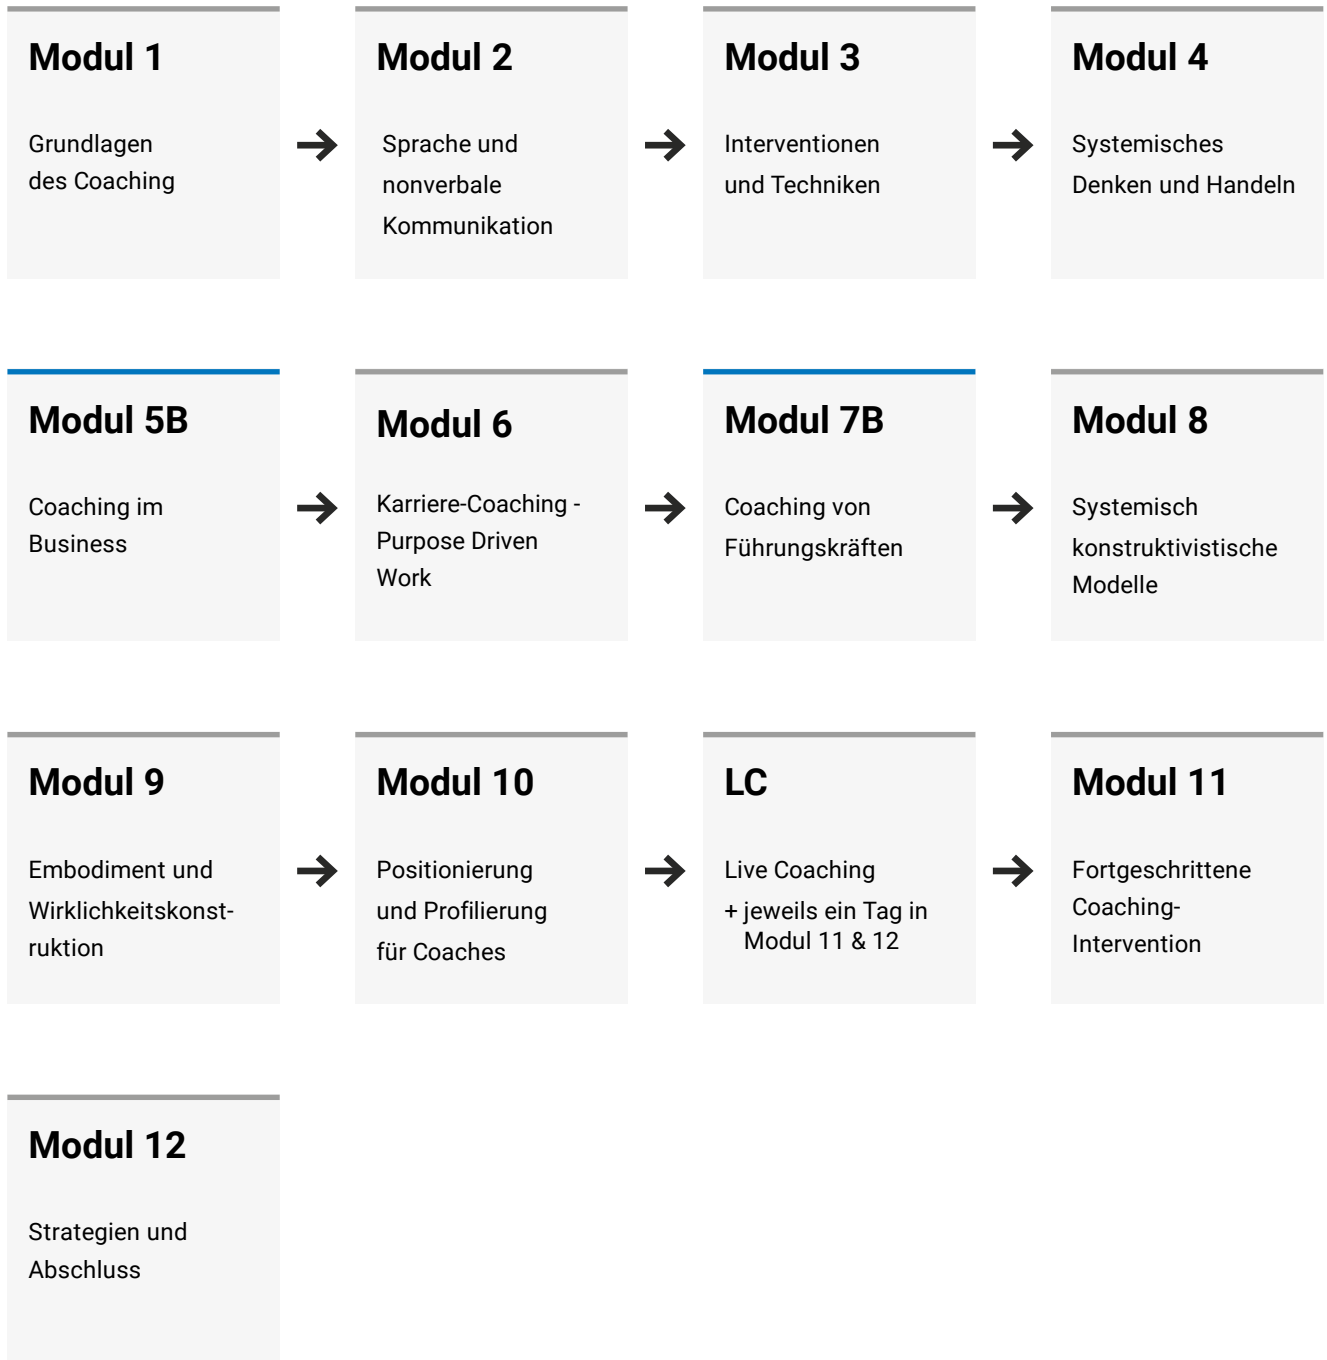 Modul 1
Grundlagen
des Coaching
Modul 2
Sprache und
nonverbale
Kommunikation
Modul 3
Interventionen
und Techniken
Modul 4
Systemisches
Denken und Handeln
Modul 5B
Coaching im
Business
Modul 6
Karriere-Coaching -
Purpose Driven
Work
Modul 7B
Coaching von
Führungskräften
Modul 8
Systemisch
konstruktivistische
Modelle
Modul 9
Embodiment und
Wirklichkeitskonst-
ruktion
Modul 10
Positionierung
und Profilierung
für Coaches
LC
Live Coaching
+ jeweils ein Tag in
Modul 11 & 12
Modul 11
Fortgeschrittene
Coaching-
Intervention
Modul 12
Strategien und
Abschluss